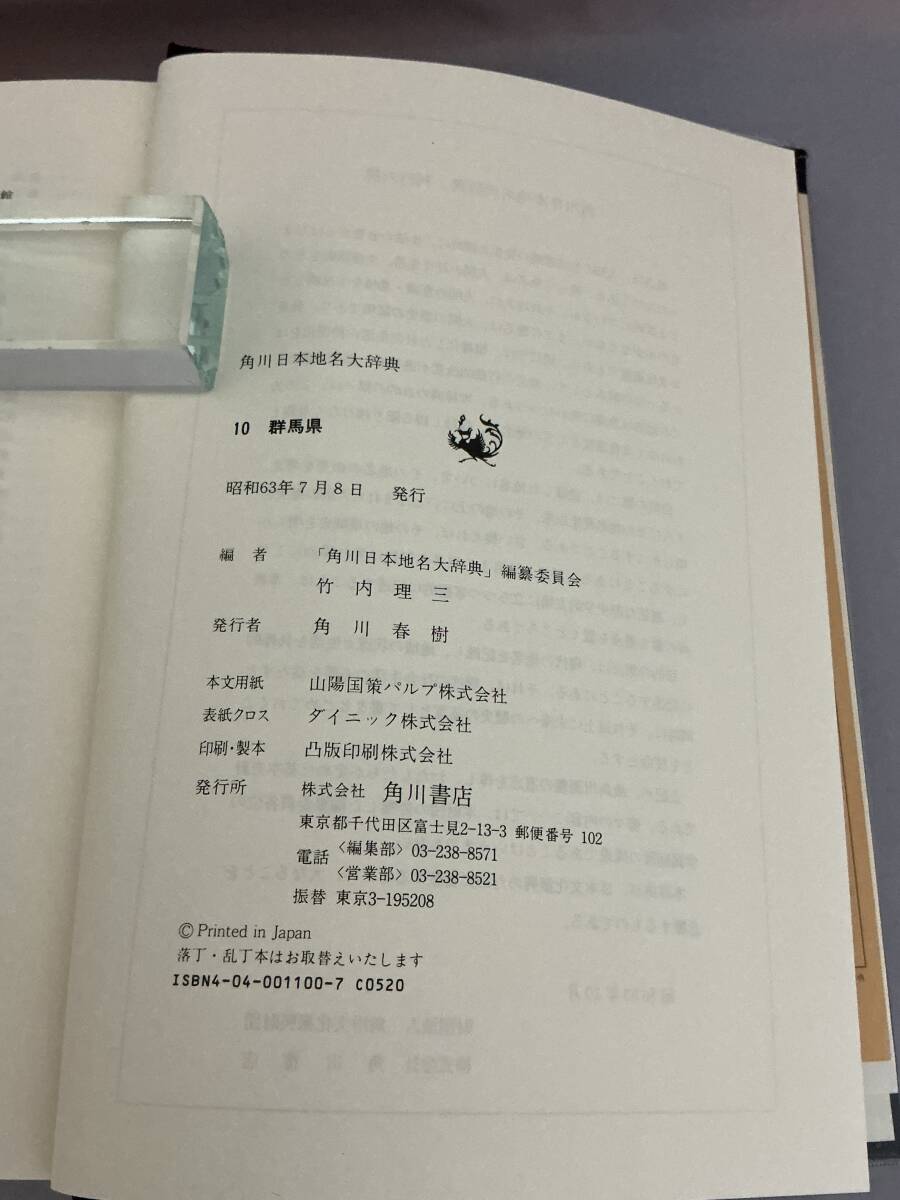 角川日本地名大辞典
10 群馬県
昭和63年7月8日 発行
編者 「角川日本地名大辞典」編纂委員会
竹内理三
発行者 角川春樹
本文用紙 山陽国策パルプ株式会社
表紙クロス ダイニック株式会社
印刷・製本 凸版印刷株式会社
発行所 株式会社 角川書店
東京都千代田区富士見2-13-3 郵便番号 102
電話 〈編集部〉03-238-8571
〈営業部〉03-238-8521
振替 東京3-195208
© Printed in Japan
落丁・乱丁本はお取替えいたします
ISBN4-04-001100-7 C0520